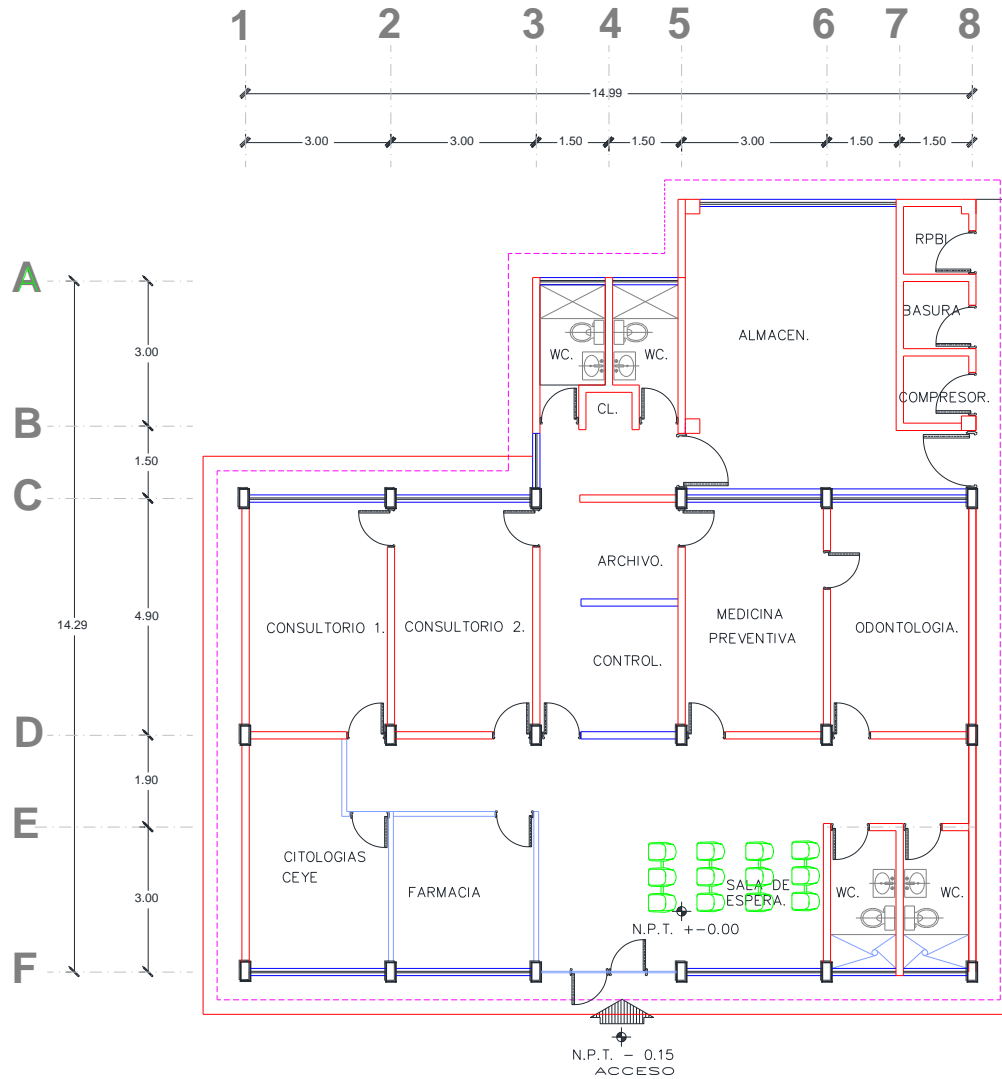 1 2 3 4 5 6 7 8
14.99
3.00 3.00 1.50 1.50 3.00 1.50 1.50
A
B
C
D
E
F
14.29
3.00
1.50
4.90
1.90
3.00
RPBI
BASURA
COMPRESOR.
ALMACEN.
WC. WC.
CL.
ARCHIVO.
CONTROL.
CONSULTORIO 1.
CONSULTORIO 2.
MEDICINA
PREVENTIVA
ODONTOLOGIA.
CITOLOGIAS
CEYE
FARMACIA
SALA DE
ESPERA.
WC. WC.
N.P.T. +-0.00
N.P.T. - 0.15
ACCESO